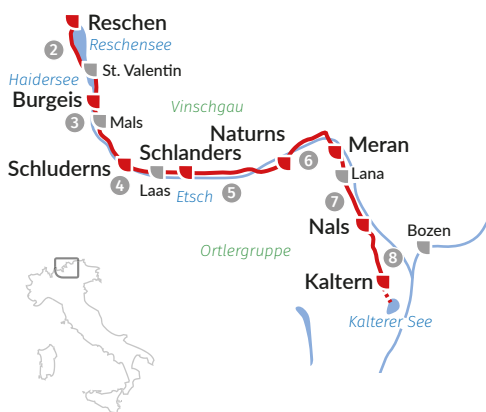 Reschen
2
Reschensee
St. Valentin
Haidersee
Burgeis
3
Mals
Vinschgau
Naturns
Schlanders
Meran
6
Schluderns
4
Laas
Etsch
5
Lana
7
Nals
Bozen
Ortlergruppe
8
Kaltern
Kalterer See